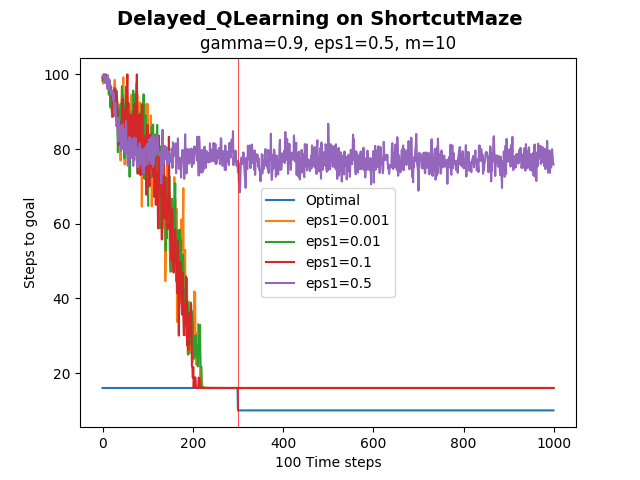 Delayed_QLearning on ShortcutMaze
gamma=0.9, eps1=0.5, m=10
100
80
60
40
20
Steps to goal
Optimal
eps1=0.001
eps1=0.01
eps1=0.1
eps1=0.5
0
200
400
600
800
1000
100 Time steps